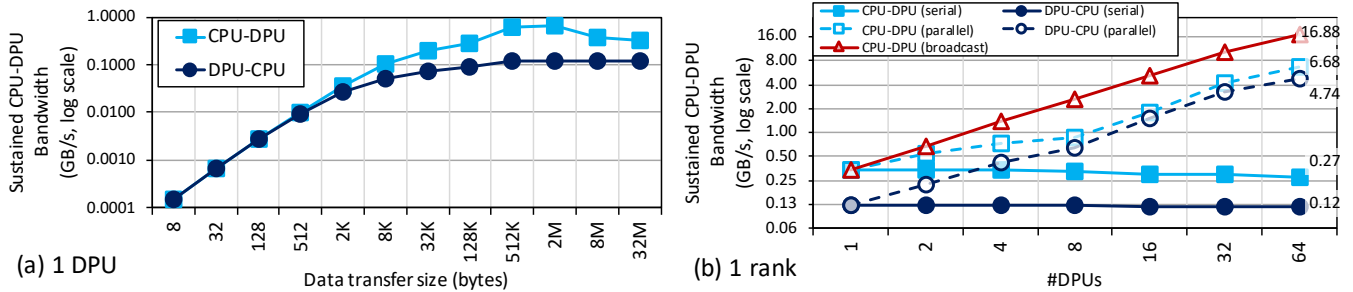 Sustained CPU-DPU
Bandwidth
(GB/s, log scale)
1.0000
0.1000
0.0100
0.0010
0.0001
CPU-DPU
DPU-CPU
8
32
128
512
2K
8K
32K
128K
512K
2M
8M
32M
(a) 1 DPU
Data transfer size (bytes)
Sustained CPU-DPU
Bandwidth
(GB/s, log scale)
CPU-DPU (serial)
DPU-CPU (serial)
CPU-DPU (parallel)
DPU-CPU (parallel)
CPU-DPU (broadcast)
16.00
8.00
4.00
2.00
1.00
0.50
0.25
0.13
0.06
16.88
6.68
4.74
0.27
0.12
1
2
4
8
16
32
64
(b) 1 rank
#DPUs